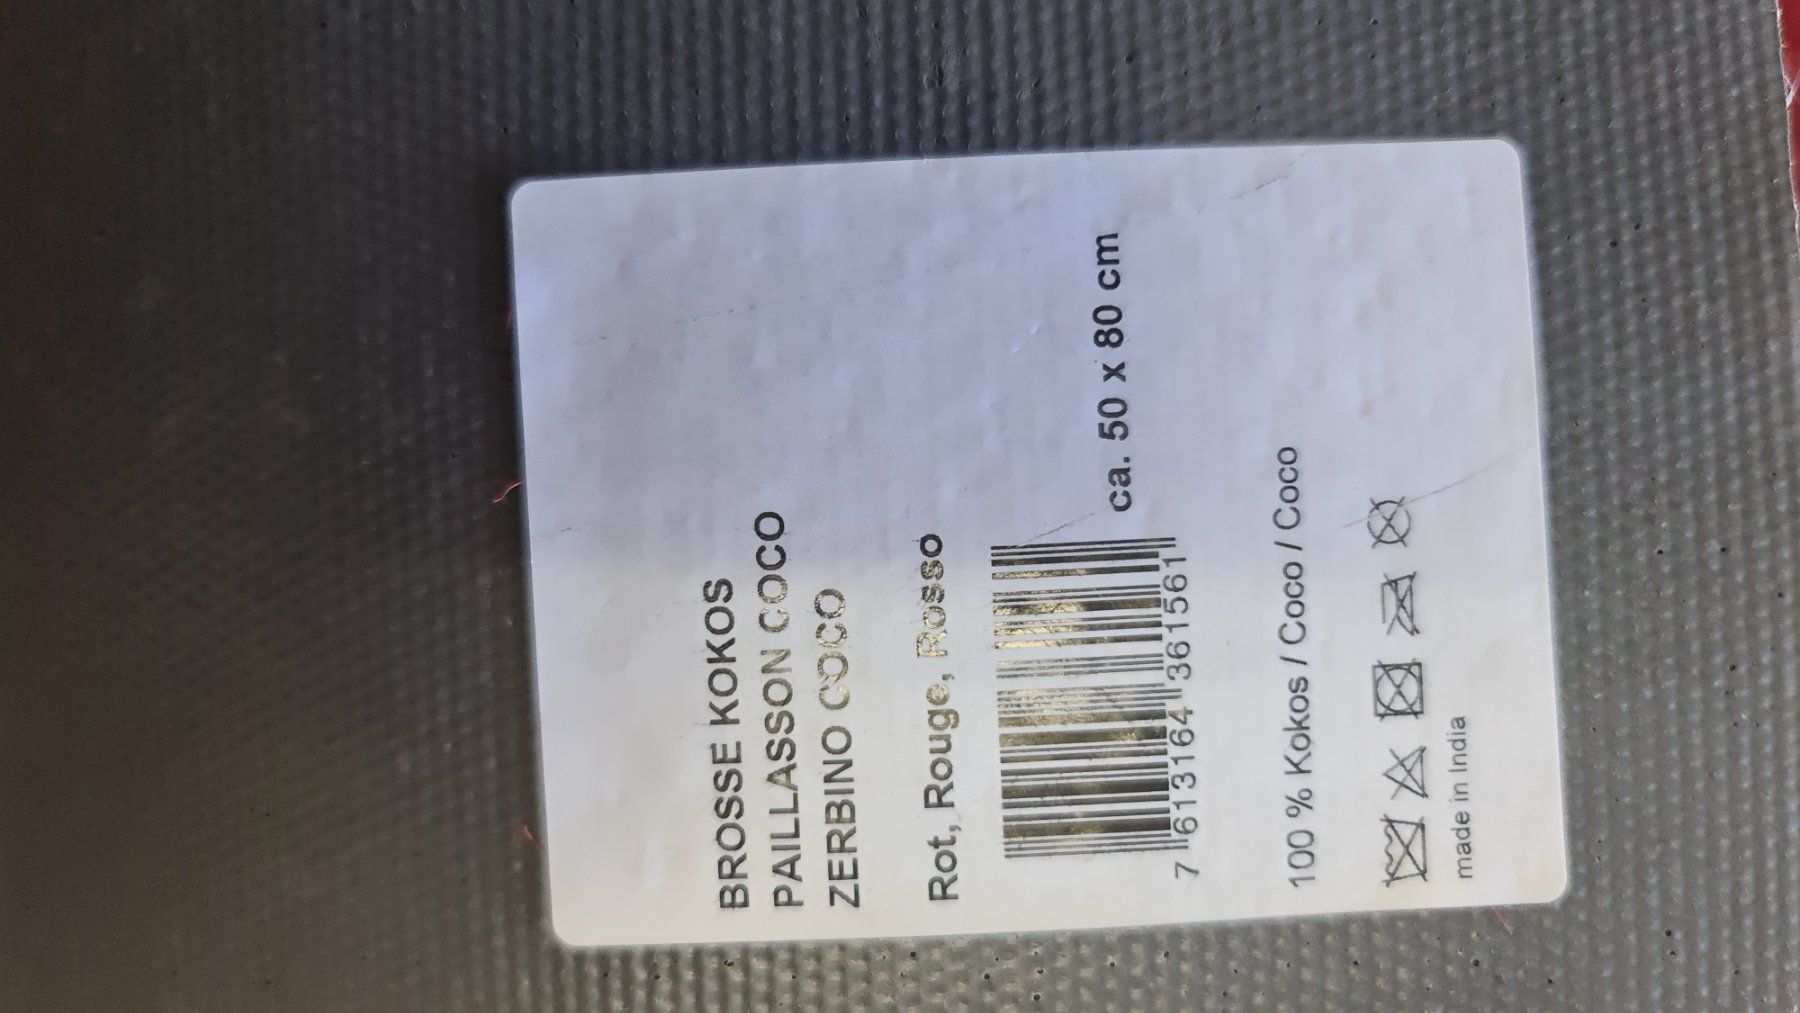 BROSSE KOKOS
PAILLASSON COCO
ZERBINO COCO
Rot, Rouge, Rosso
7 613164 361561
ca. 50 x 80 cm
100 % Kokos / Coco / Coco
made in India